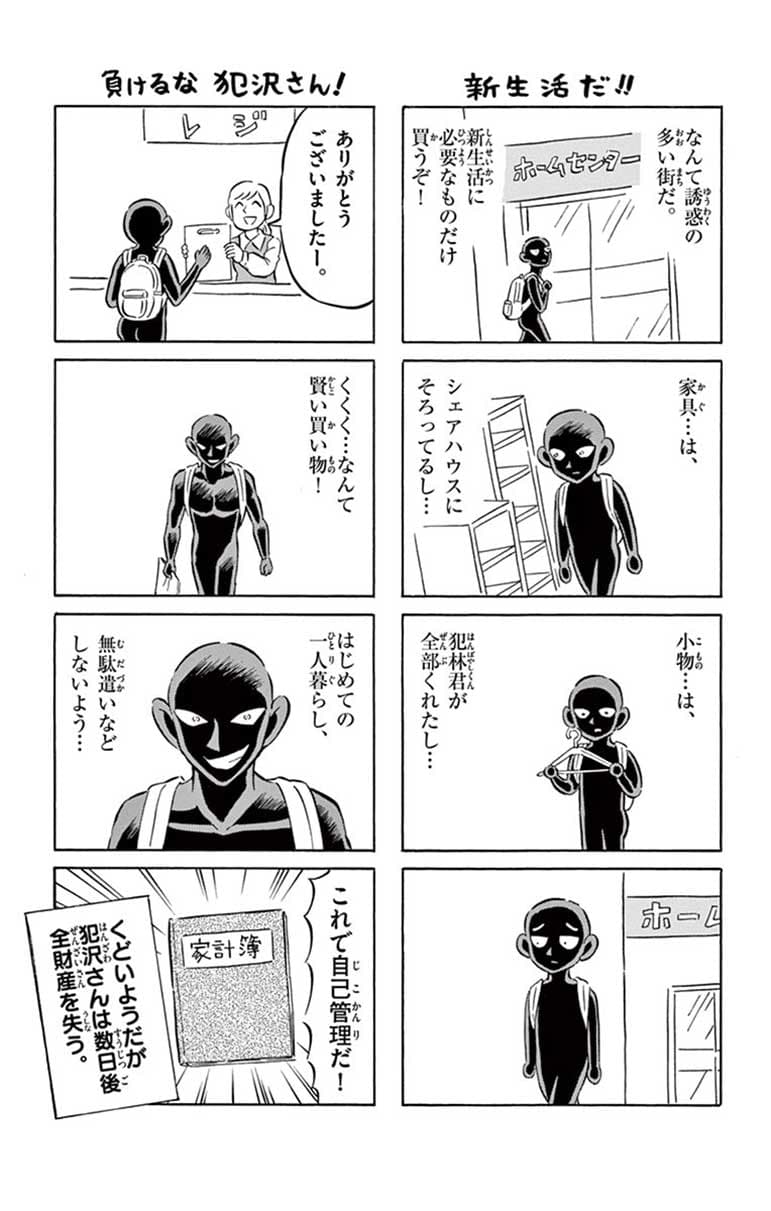 新生活だ!!
なんて誘惑の
多い街だ。
ホームセンター
新生活に
必要なものだけ
買うぞ!
家具…は、
シェアハウスに
そろってるし…
小物…は、
犯林君が
全部くれたし…
ホーム
負けるな 犯沢さん!
レジ
ありがとう
ございましたー。
くくく…なんて
賢い買い物!
はじめての
一人暮らし、
無駄遣いなど
しないよう…
これで自己管理だ!
家計簿
くどいようだが
犯沢さんは数日後
全財産を失う。